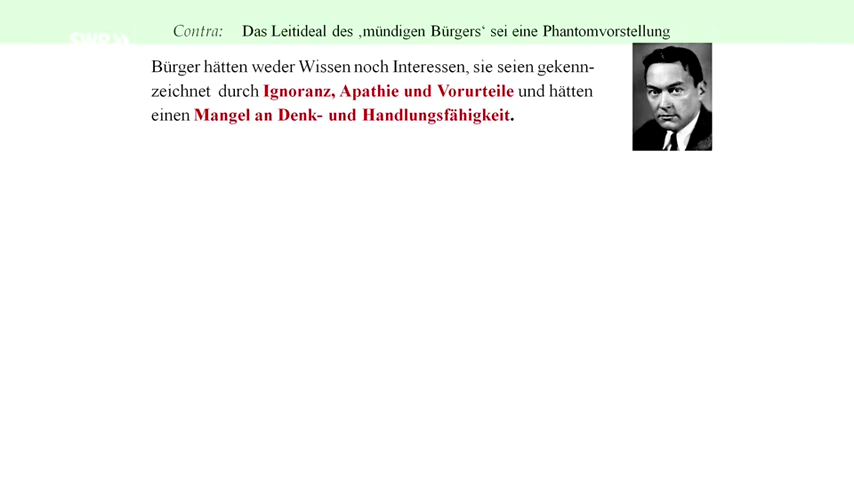 Contra: Das Leitideal des ‚mündigen Bürgers‘ sei eine Phantomvorstellung
SWR
Bürger hätten weder Wissen noch Interessen, sie seien gekenn-
zeichnet durch Ignoranz, Apathie und Vorurteile und hätten
einen Mangel an Denk- und Handlungsfähigkeit.